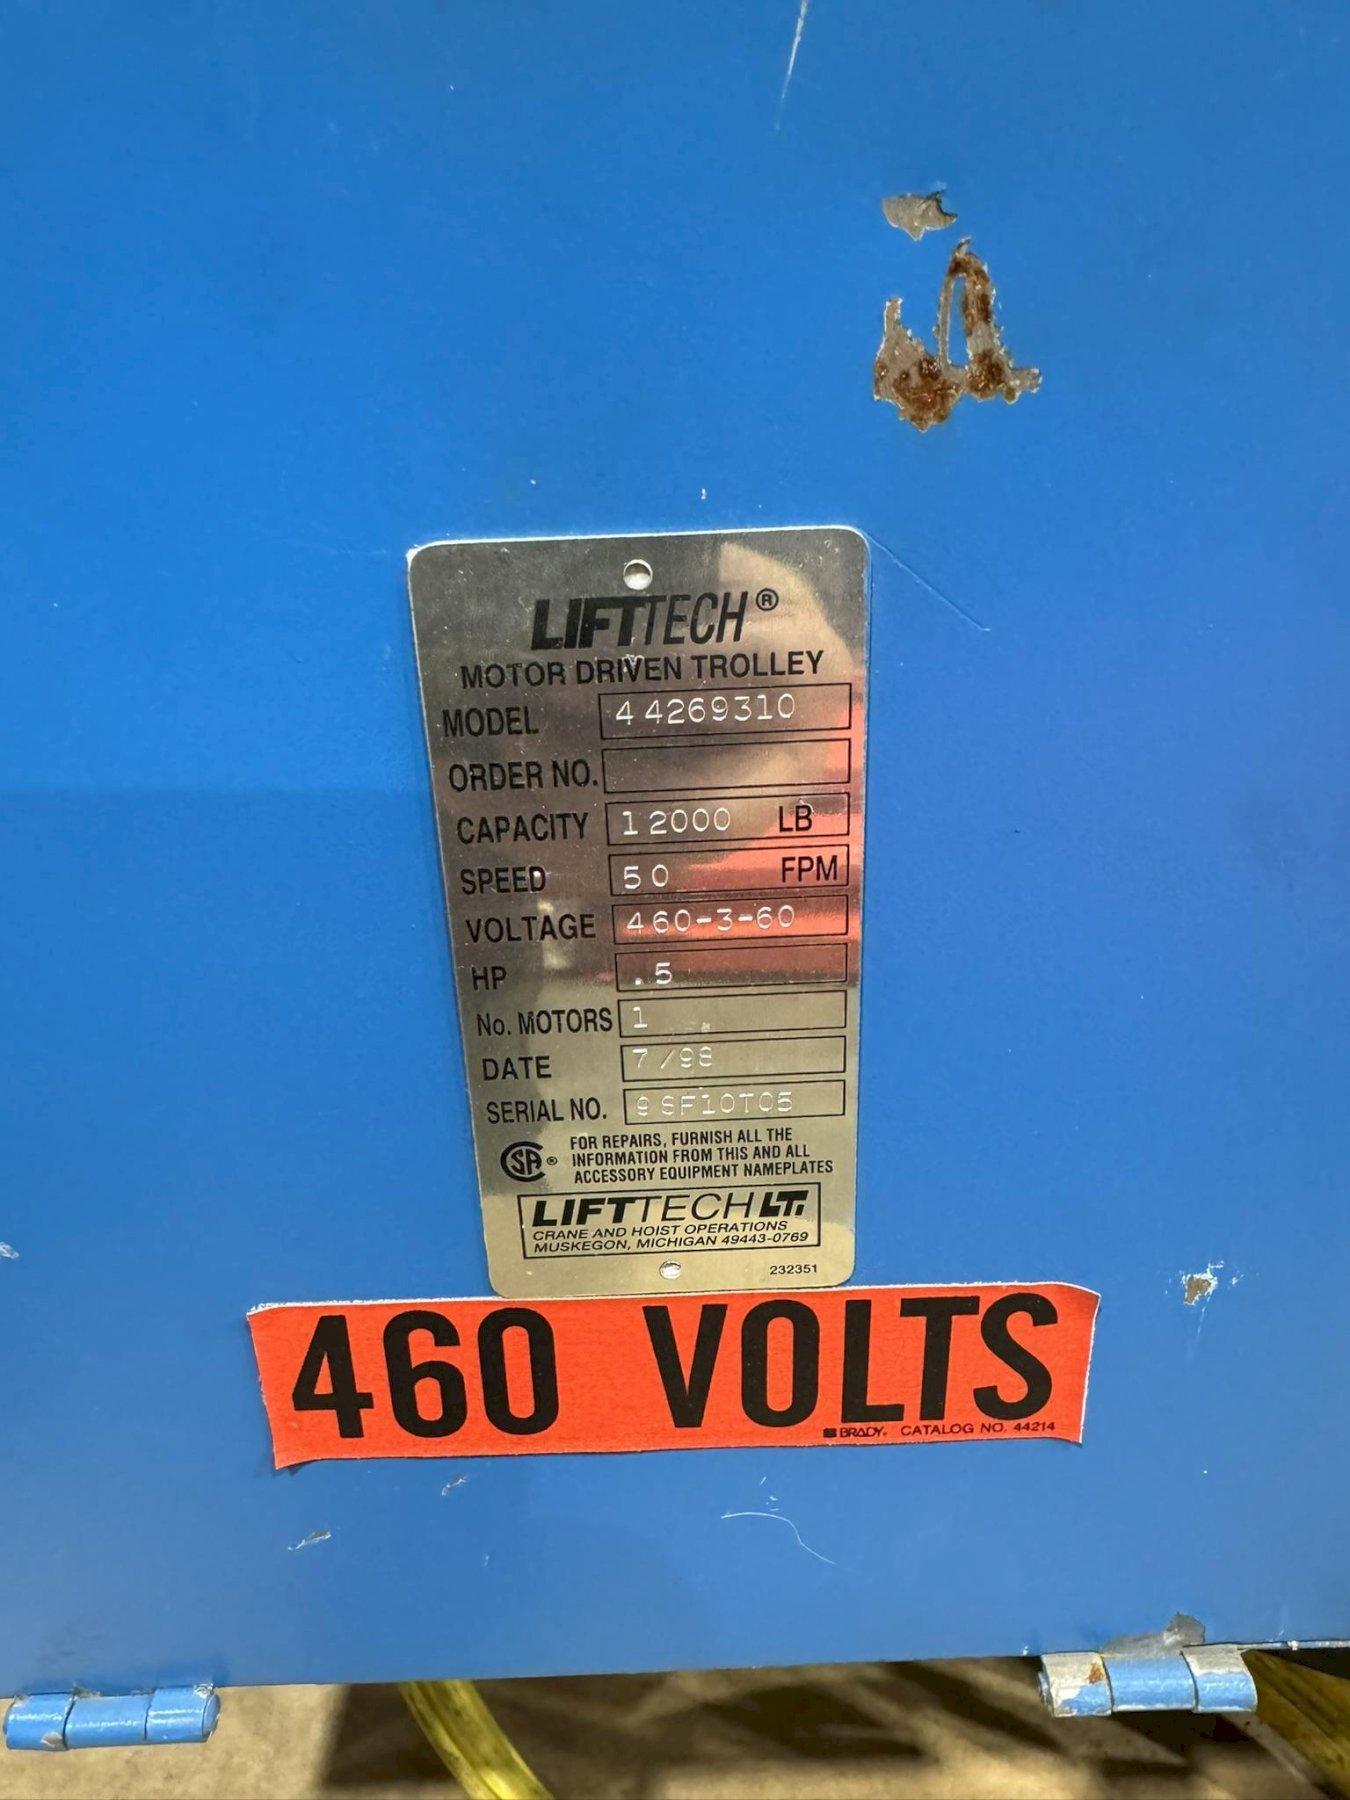 LIFTTECH®
MOTOR DRIVEN TROLLEY
MODEL 44269310
ORDER NO.
CAPACITY 12000 LB
SPEED 50 FPM
VOLTAGE 460-3-60
HP .5
No. MOTORS 1
DATE 7/98
SERIAL NO. 9SF10T05
CSA® FOR REPAIRS, FURNISH ALL THE
INFORMATION FROM THIS AND ALL
ACCESSORY EQUIPMENT NAMEPLATES
LIFTTECH LT.
CRANE AND HOIST OPERATIONS
MUSKEGON, MICHIGAN 49443-0769
232351
460 VOLTS
BRADY. CATALOG NO. 44214